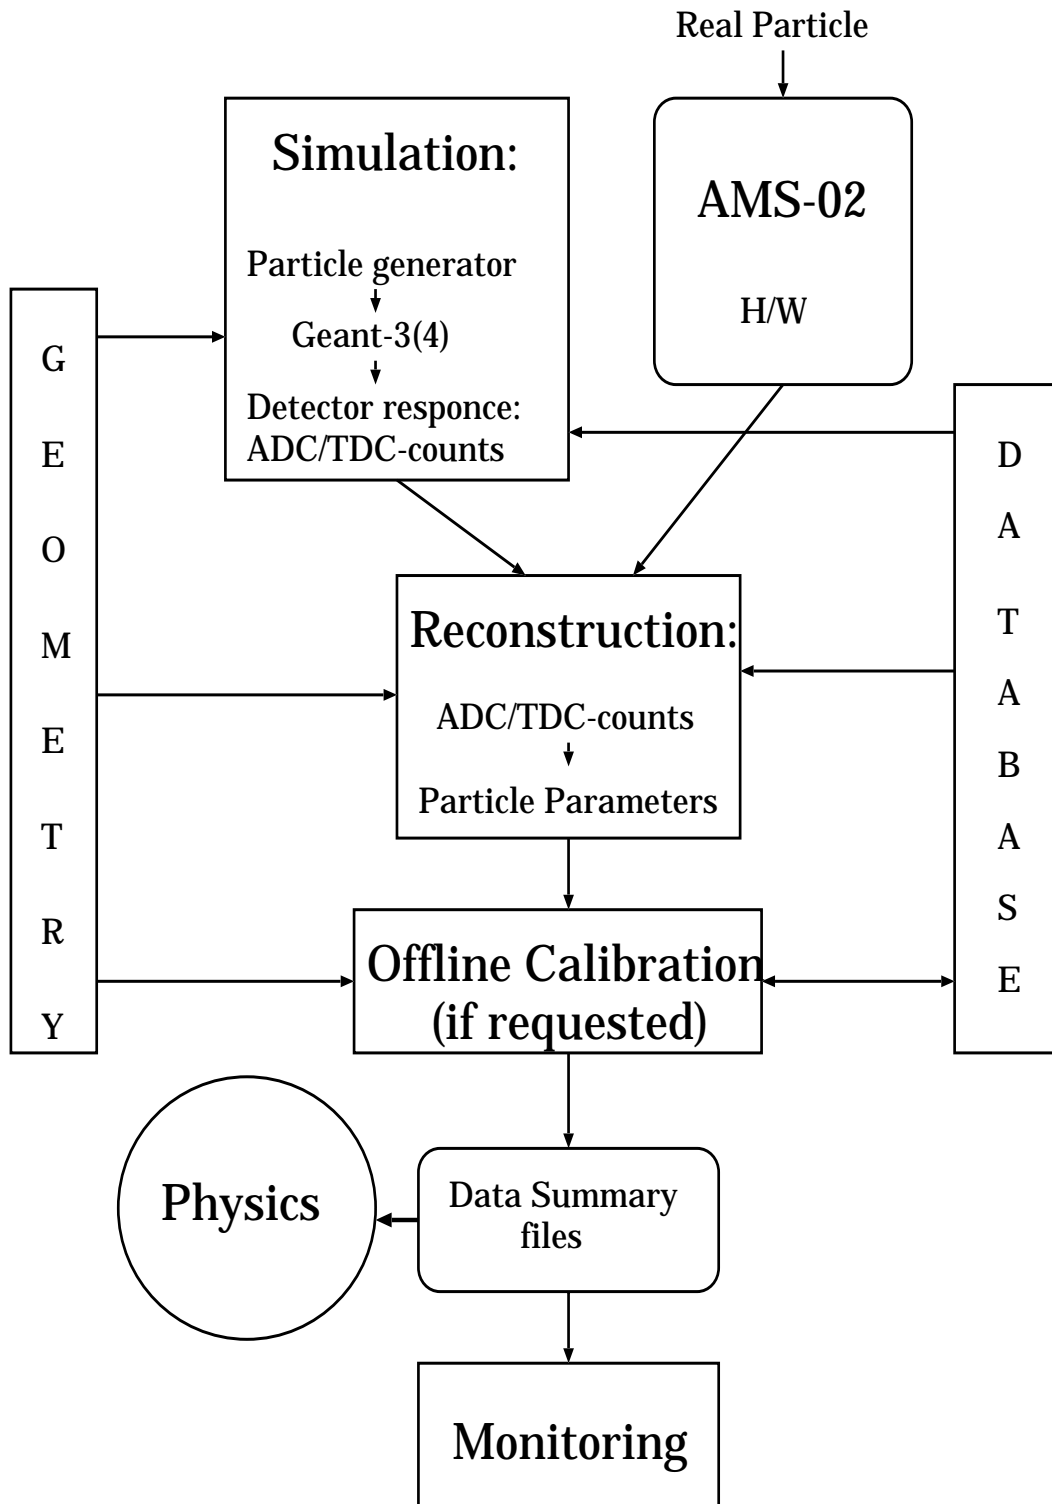 Real Particle
Simulation:
Particle generator
Geant-3(4)
Detector responce:
ADC/TDC-counts
AMS-02
H/W
G
E
O
M
E
T
R
Y
D
A
T
A
B
A
S
E
Reconstruction:
ADC/TDC-counts
Particle Parameters
Offline Calibration
(if requested)
Physics
Data Summary
files
Monitoring